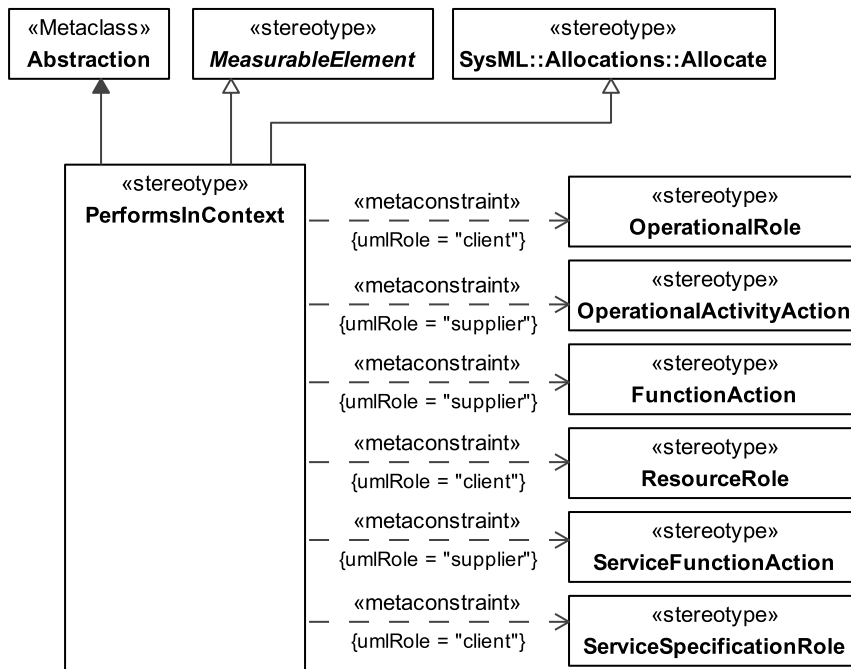 «Metaclass»
Abstraction
«stereotype»
MeasurableElement
«stereotype»
SysML::Allocations::Allocate
«stereotype»
PerformsInContext
«metaconstraint»
{umlRole = "client"}
«stereotype»
OperationalRole
«metaconstraint»
{umlRole = "supplier"}
«stereotype»
OperationalActivityAction
«metaconstraint»
{umlRole = "supplier"}
«stereotype»
FunctionAction
«metaconstraint»
{umlRole = "client"}
«stereotype»
ResourceRole
«metaconstraint»
{umlRole = "supplier"}
«stereotype»
ServiceFunctionAction
«metaconstraint»
{umlRole = "client"}
«stereotype»
ServiceSpecificationRole